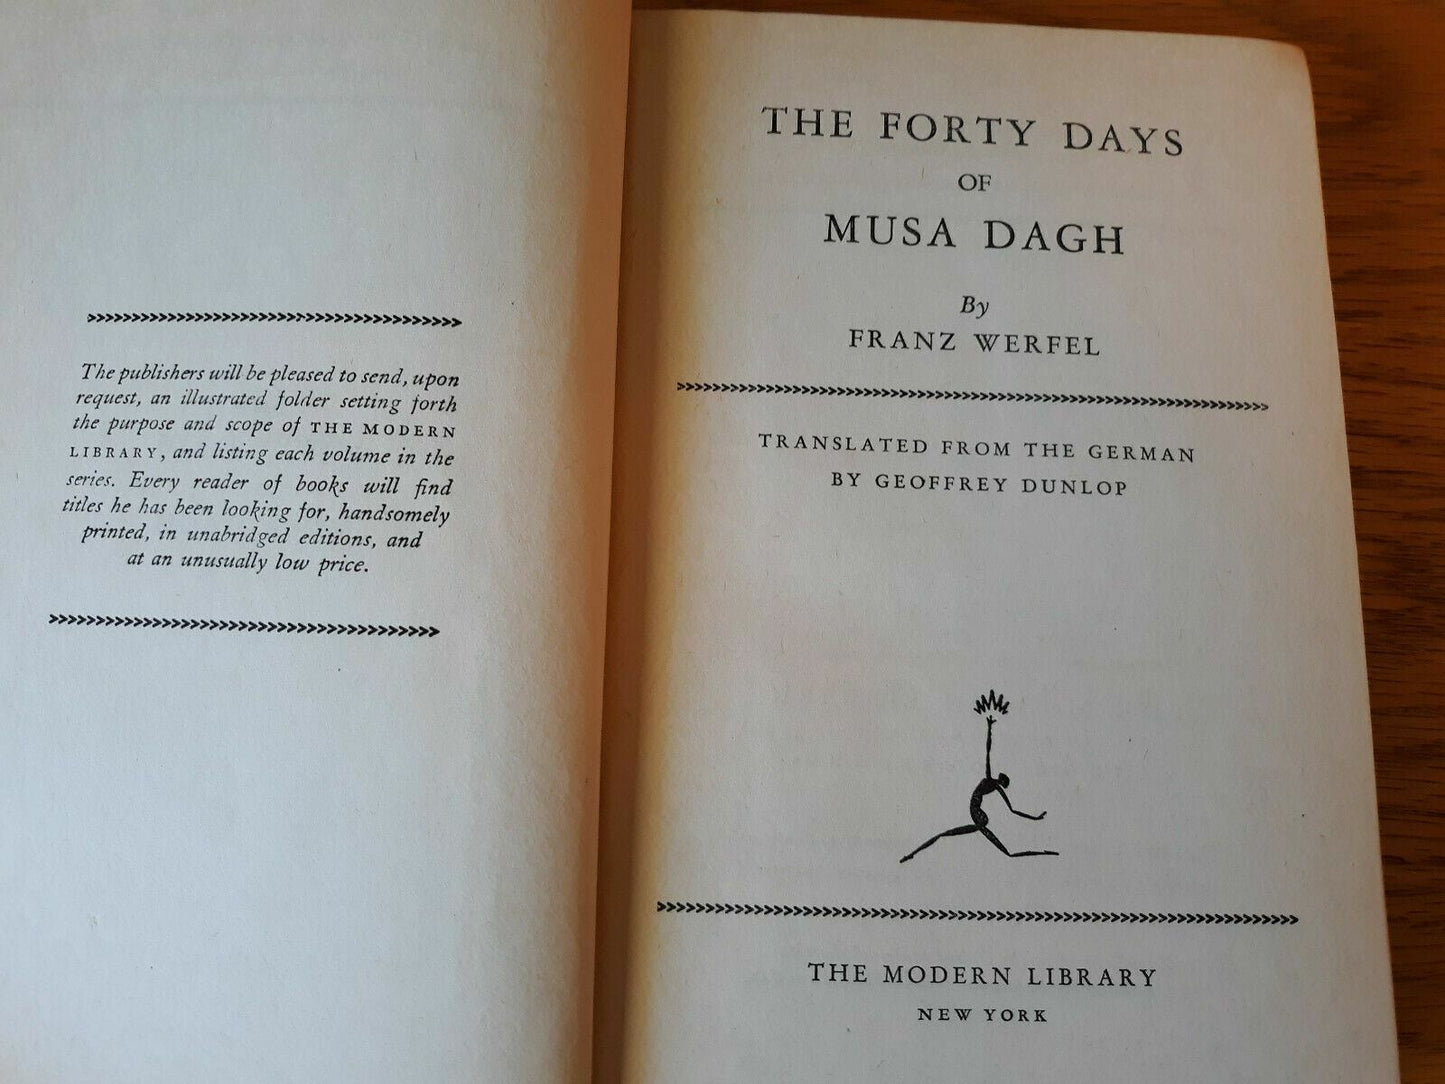 The publishers will be pleased to send, upon
request, an illustrated folder setting forth
the purpose and scope of THE MODERN
LIBRARY, and listing each volume in the
series. Every reader of books will find
titles he has been looking for, handsomely
printed, in unabridged editions, and
at an unusually low price.
THE FORTY DAYS
OF
MUSA DAGH
By
FRANZ WERFEL
TRANSLATED FROM THE GERMAN
BY GEOFFREY DUNLOP
THE MODERN LIBRARY
NEW YORK